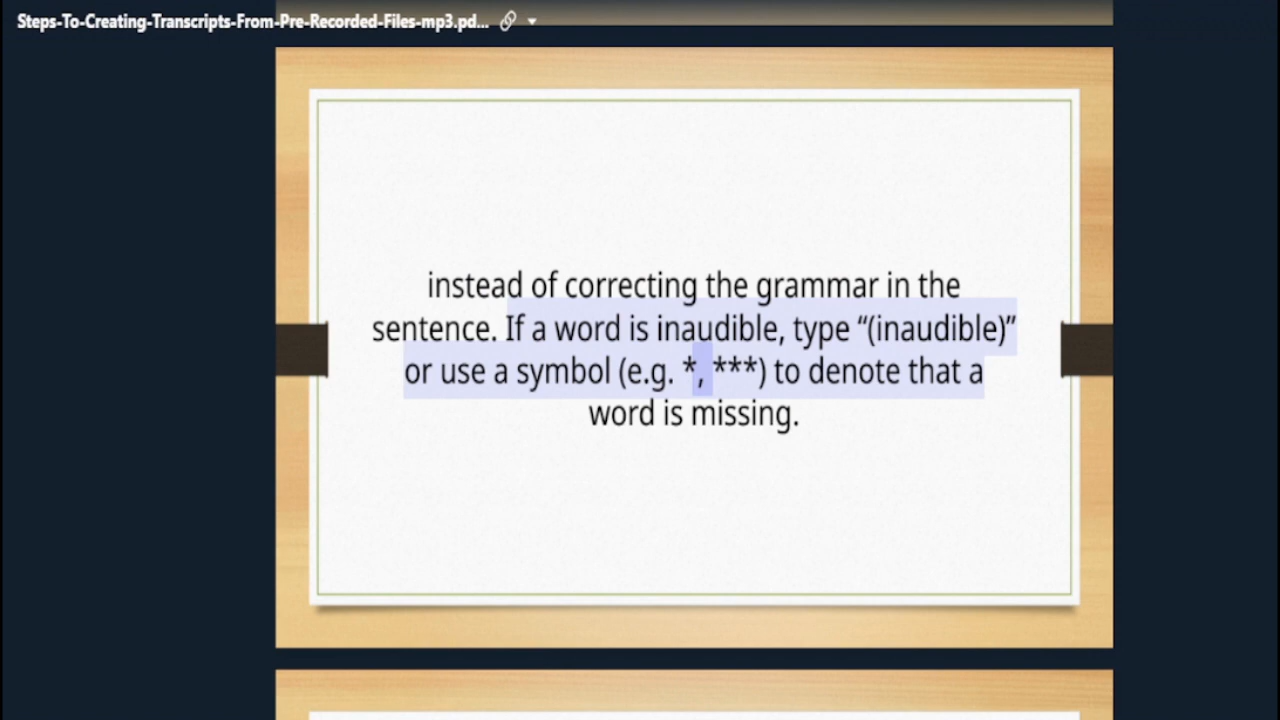 Steps-To-Creating-Transcripts-From-Pre-Recorded-Files-mp3.pd...
instead of correcting the grammar in the
sentence. If a word is inaudible, type “(inaudible)”
or use a symbol (e.g. *, ***) to denote that a
word is missing.